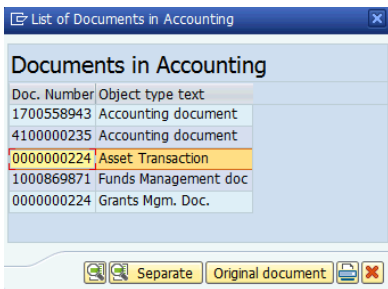 List of Documents in Accounting
Documents in Accounting
Doc. Number Object type text
1700558943 Accounting document
4100000235 Accounting document
0000000224 Asset Transaction
1000869871 Funds Management doc
0000000224 Grants Mgm. Doc.
Separate Original document